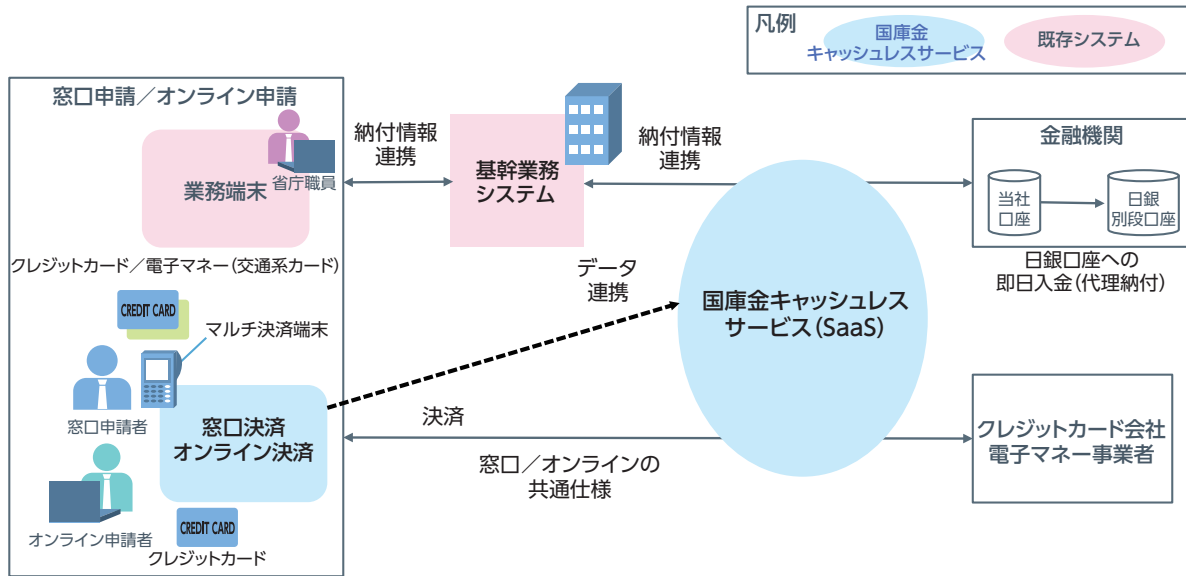 凡例
国庫金
キャッシュレスサービス
既存システム
窓口申請／オンライン申請
業務端末
省庁職員
納付情報
連携
基幹業務
システム
納付情報
連携
金融機関
当社
口座
日銀
別段口座
日銀口座への
即日入金（代理納付）
クレジットカード／電子マネー（交通系カード）
CREDIT CARD
マルチ決済端末
窓口申請者
窓口決済
オンライン決済
オンライン申請者
CREDIT CARD
クレジットカード
データ
連携
国庫金キャッシュレス
サービス（SaaS）
決済
窓口／オンラインの
共通仕様
クレジットカード会社
電子マネー事業者